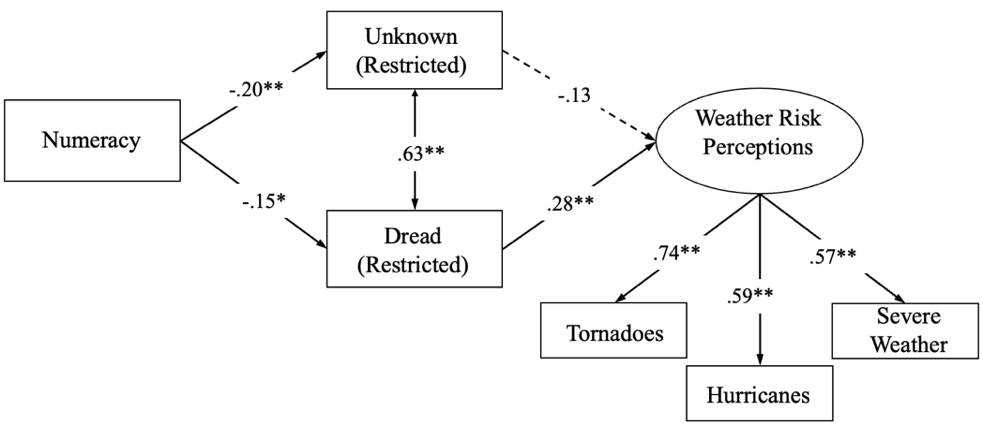 Unknown
(Restricted)
-.20**
-.13
Numeracy
Weather Risk
Perceptions
.63**
-.15*
.28**
Dread
(Restricted)
.74**
.57**
.59**
Tornadoes
Severe
Weather
Hurricanes